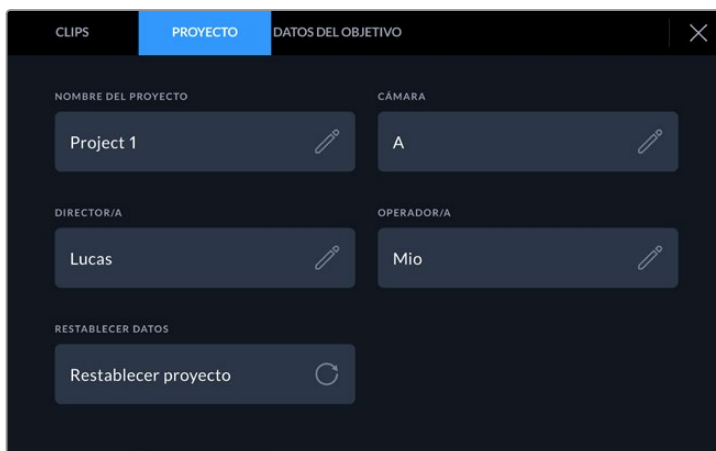 CLIPS PROYECTO DATOS DEL OBJETIVO
NOMBRE DEL PROYECTO CÁMARA
Project 1 A
DIRECTOR/A OPERADOR/A
Lucas Mio
RESTABLECER DATOS
Restablecer proyecto